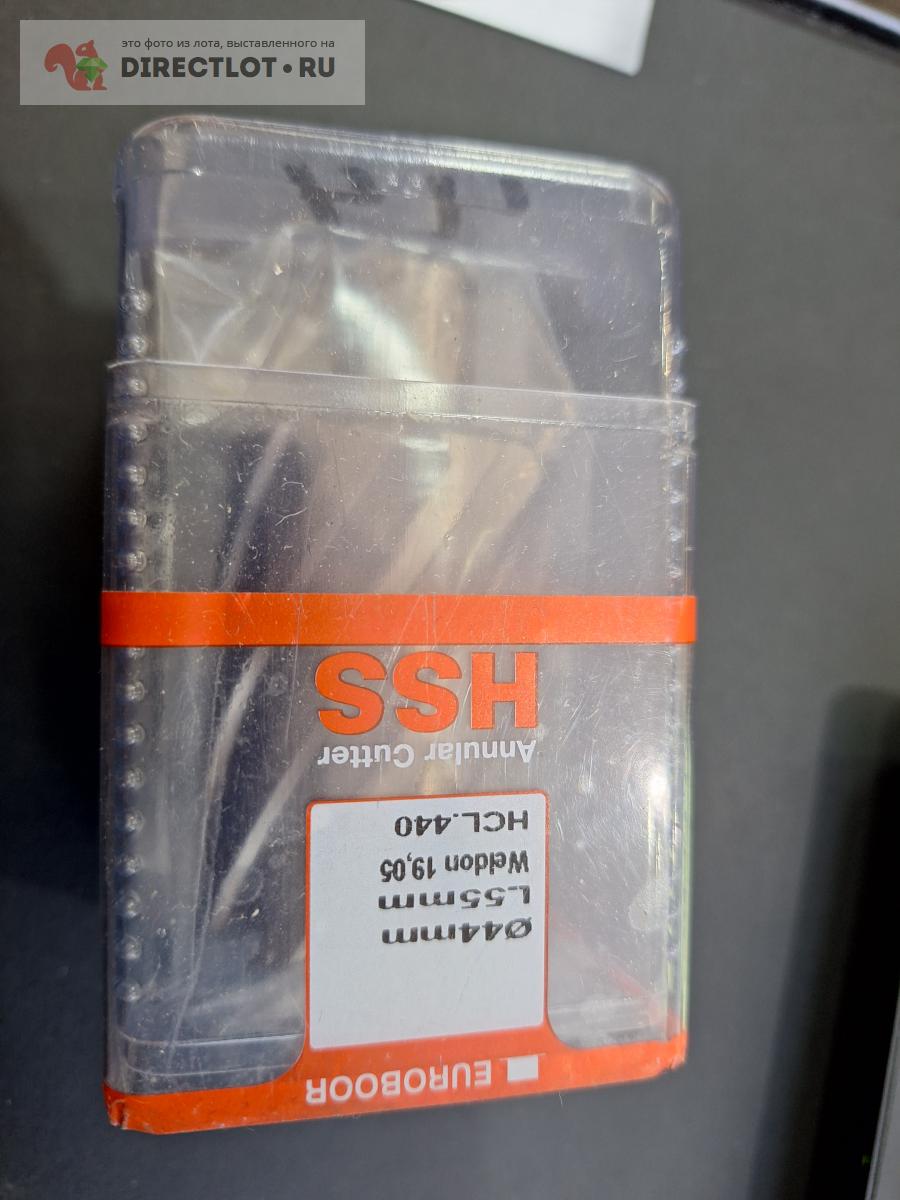 это фото из лота, выставленного на
DIRECTLOT • RU
EUROBOOR
Ø44mm
L.55mm
Weldon 19,05
HCL.440
Annular Cutter
HSS